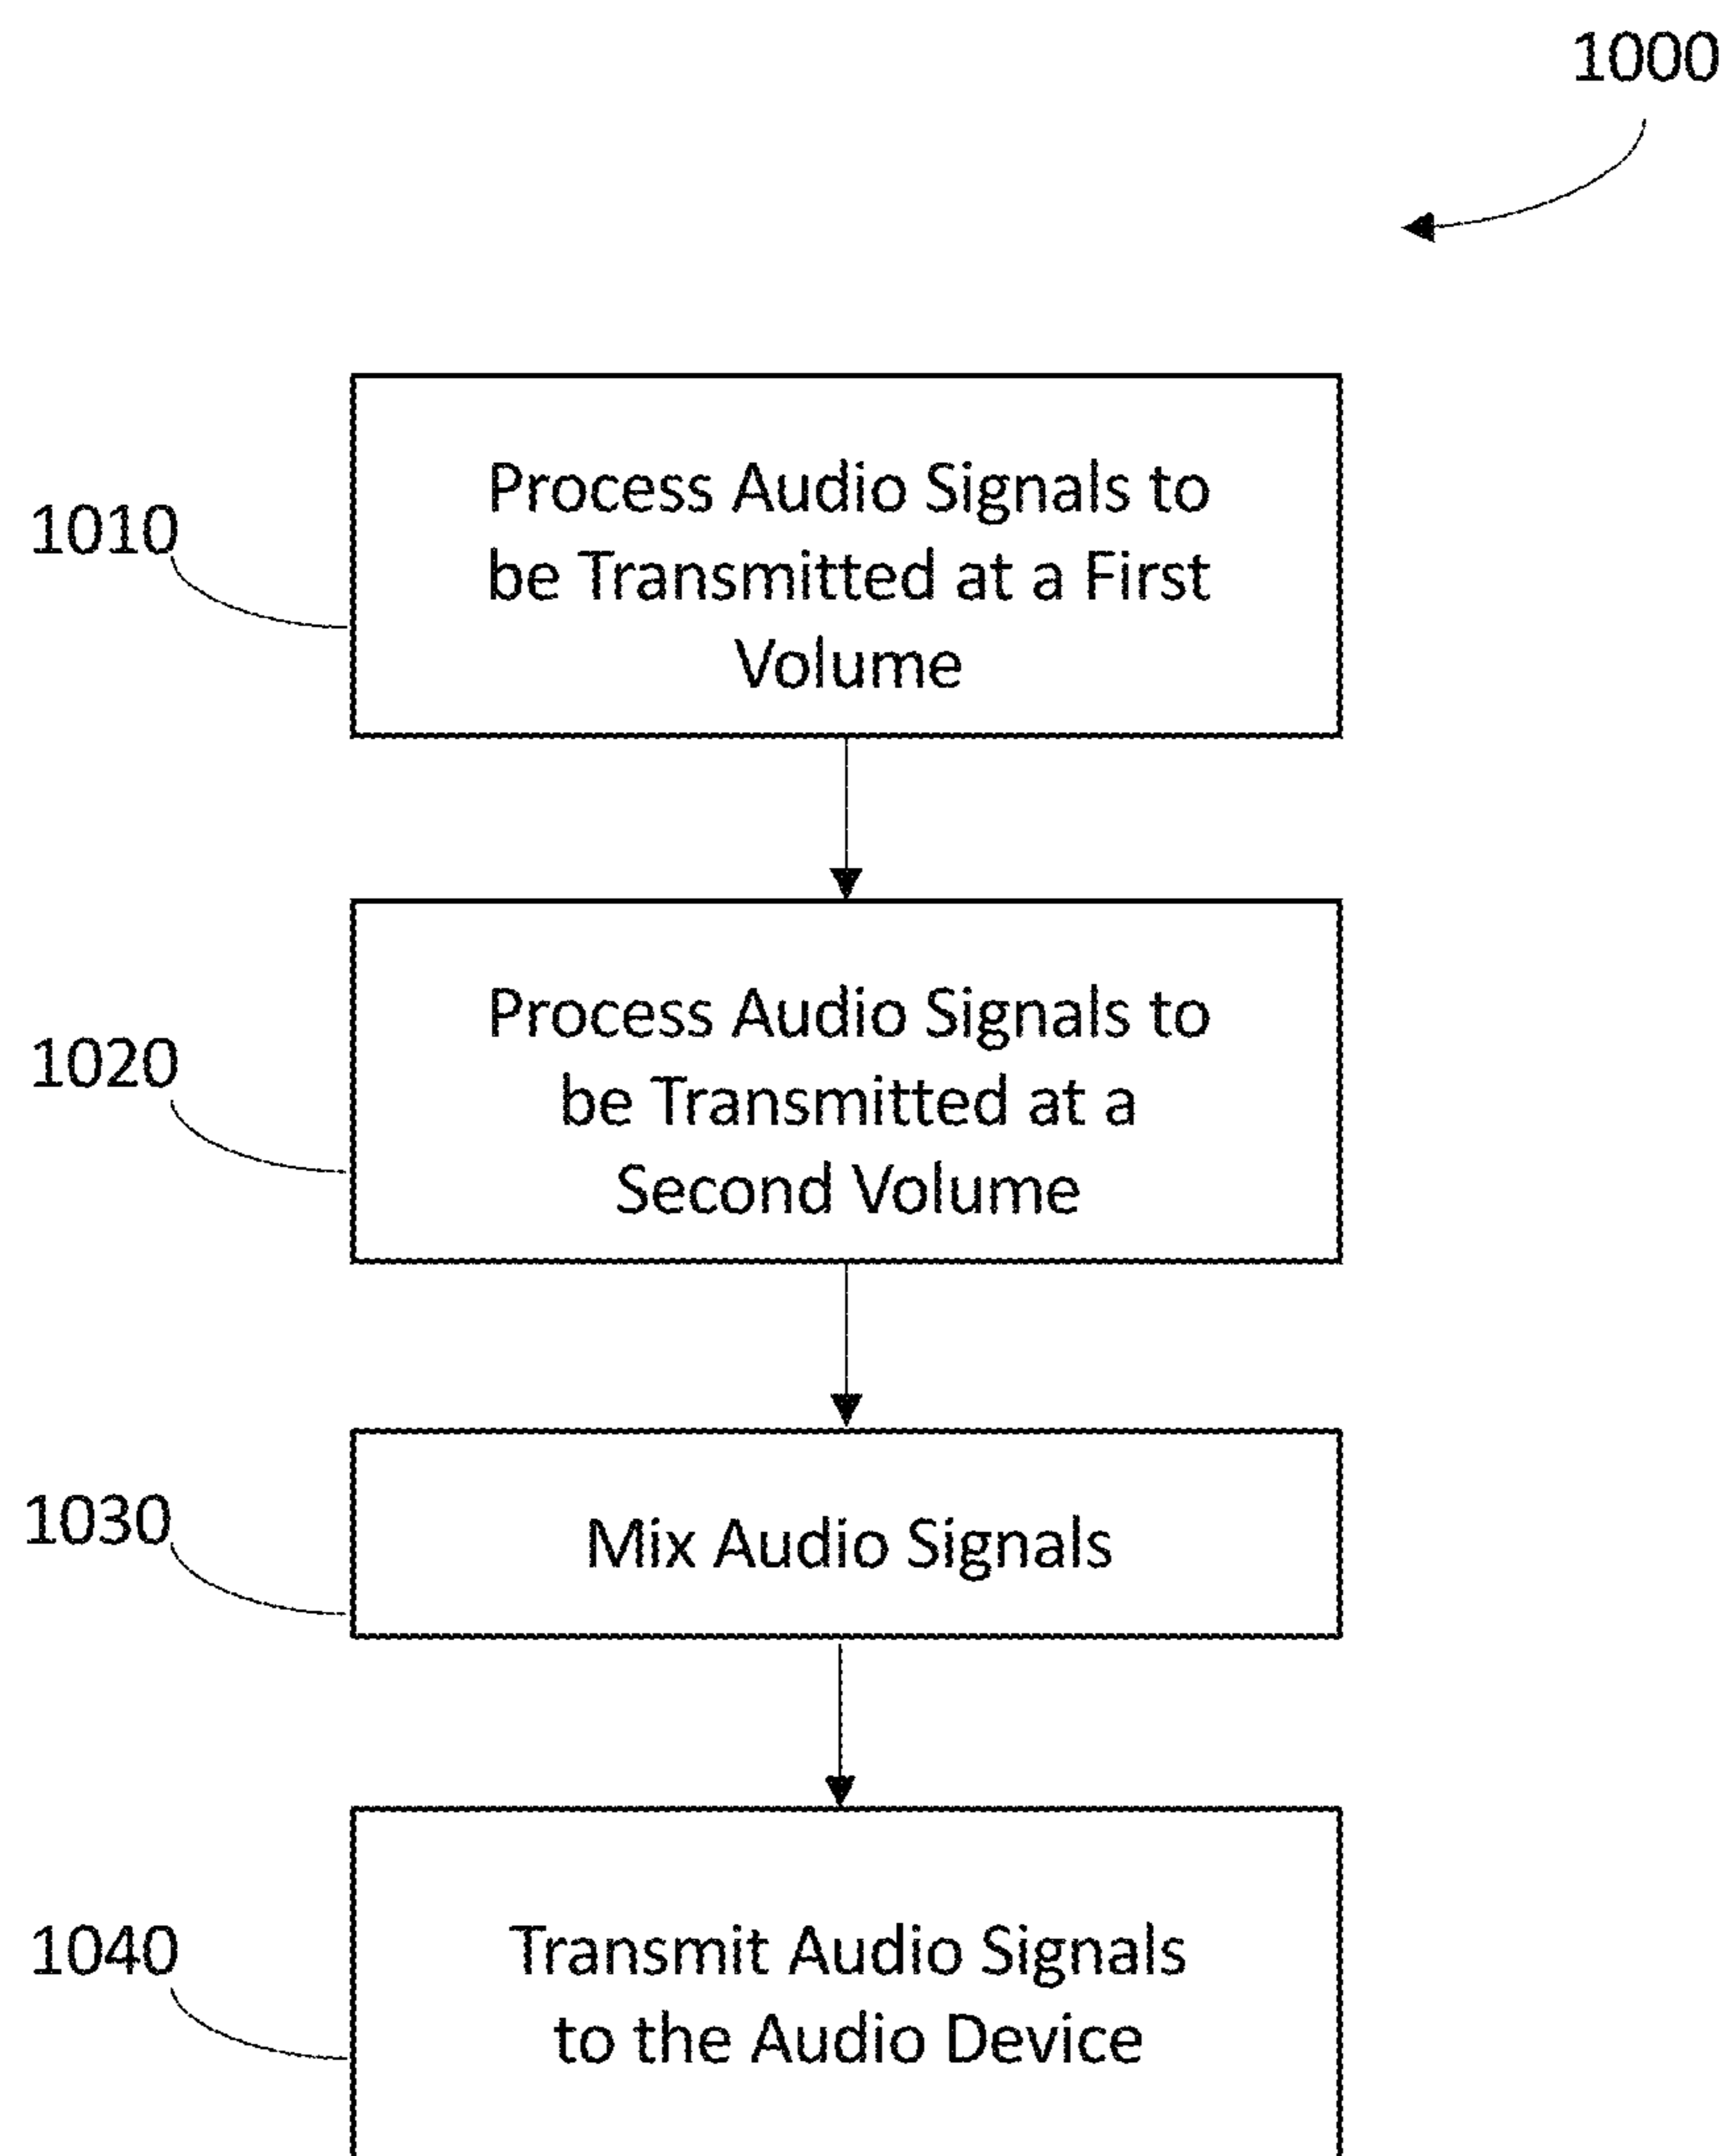 1000
1010
Process Audio Signals to
be Transmitted at a First
Volume
1020
Process Audio Signals to
be Transmitted at a
Second Volume
1030
Mix Audio Signals
1040
Transmit Audio Signals
to the Audio Device